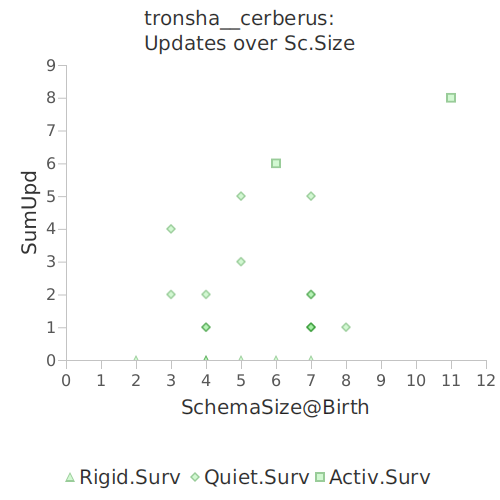 tronsha__cerberus:
Updates over Sc.Size
9
8
7
6
5
4
3
2
1
0
SumUpd
0 1 2 3 4 5 6 7 8 9 10 11 12
SchemaSize@Birth
Rigid.Surv Quiet.Surv Activ.Surv